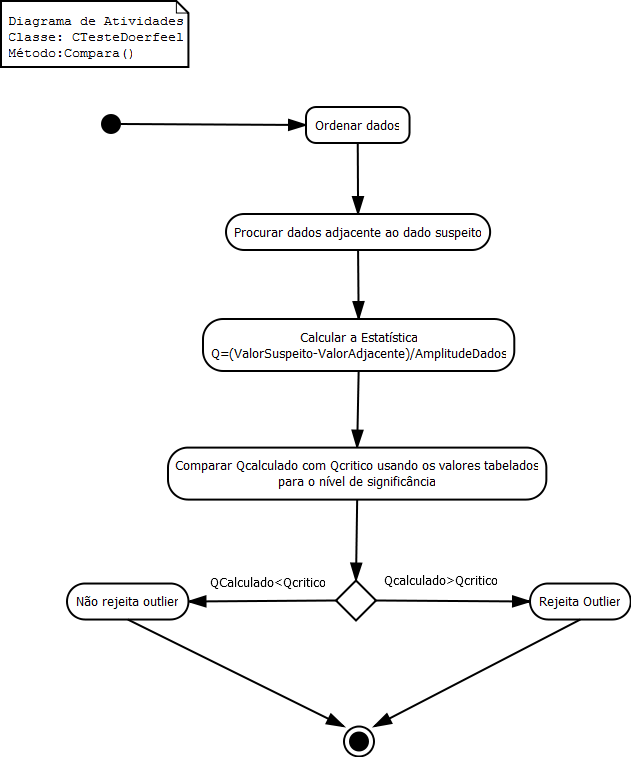 Diagrama de Atividades
Classe: CTesteDoerfeel
Método:Compara()
Ordenar dados
Procurar dados adjacente ao dado suspeito
Calcular a Estatística
Q=(ValorSuspeito-ValorAdjacente)/AmplitudeDados
Comparar Qcalculado com Qcritico usando os valores tabelados
para o nível de significância
QCalculado<Qcritico
Qcalculado>Qcritico
Não rejeita outlier
Rejeita Outlier